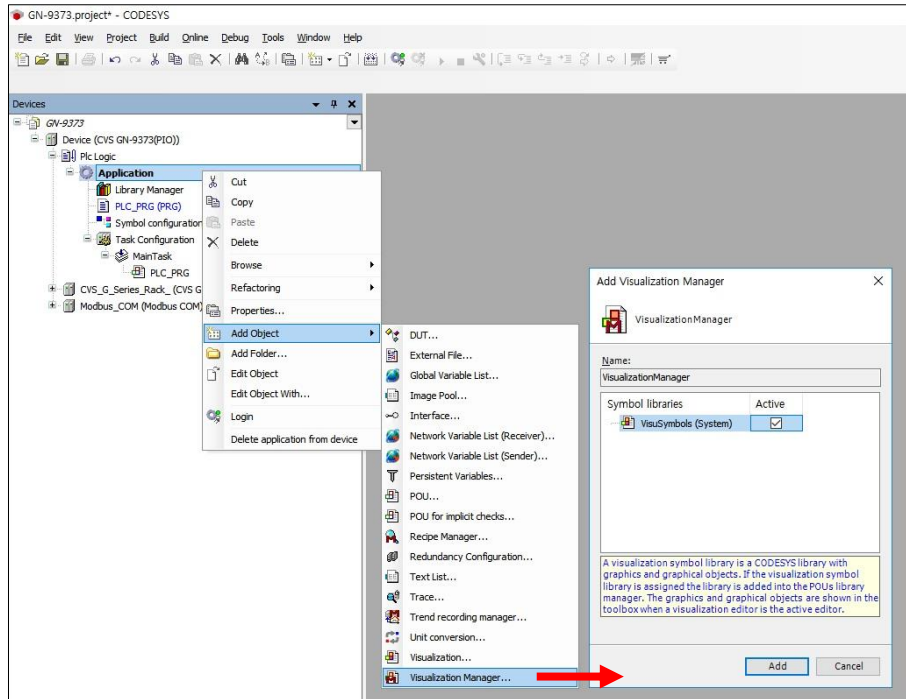 GN-9373.project* - CODESYS
File Edit View Project Build Online Debug Tools Window Help
Devices
GN-9373
Device (CVS GN-9373(PIO))
Plc Logic
Application
Library Manager
PLC_PRG (PRG)
Symbol configuration
Task Configuration
MainTask
PLC_PRG
CVS_G_Series_Rack_ (CVS G
Modbus_COM (Modbus COM)
Cut
Copy
Paste
Delete
Browse
Refactoring
Properties...
Add Object
Add Folder...
Edit Object
Edit Object With...
Login
Delete application from device
DUT...
External File...
Global Variable List...
Image Pool...
Interface...
Network Variable List (Receiver)...
Network Variable List (Sender)...
Persistent Variables...
POU...
POU for implicit checks...
Recipe Manager...
Redundancy Configuration...
Text List...
Trace...
Trend recording manager...
Unit conversion...
Visualization...
Visualization Manager...
Add Visualization Manager
VisualizationManager
Name:
VisualizationManager
Symbol libraries Active
VisuSymbols (System)
A visualization symbol library is a CODESYS library with
graphics and graphical objects. If the visualization symbol
library is assigned the library is added into the POUs library
manager. The graphics and graphical objects are shown in the
toolbox when a visualization editor is the active editor.
Add Cancel